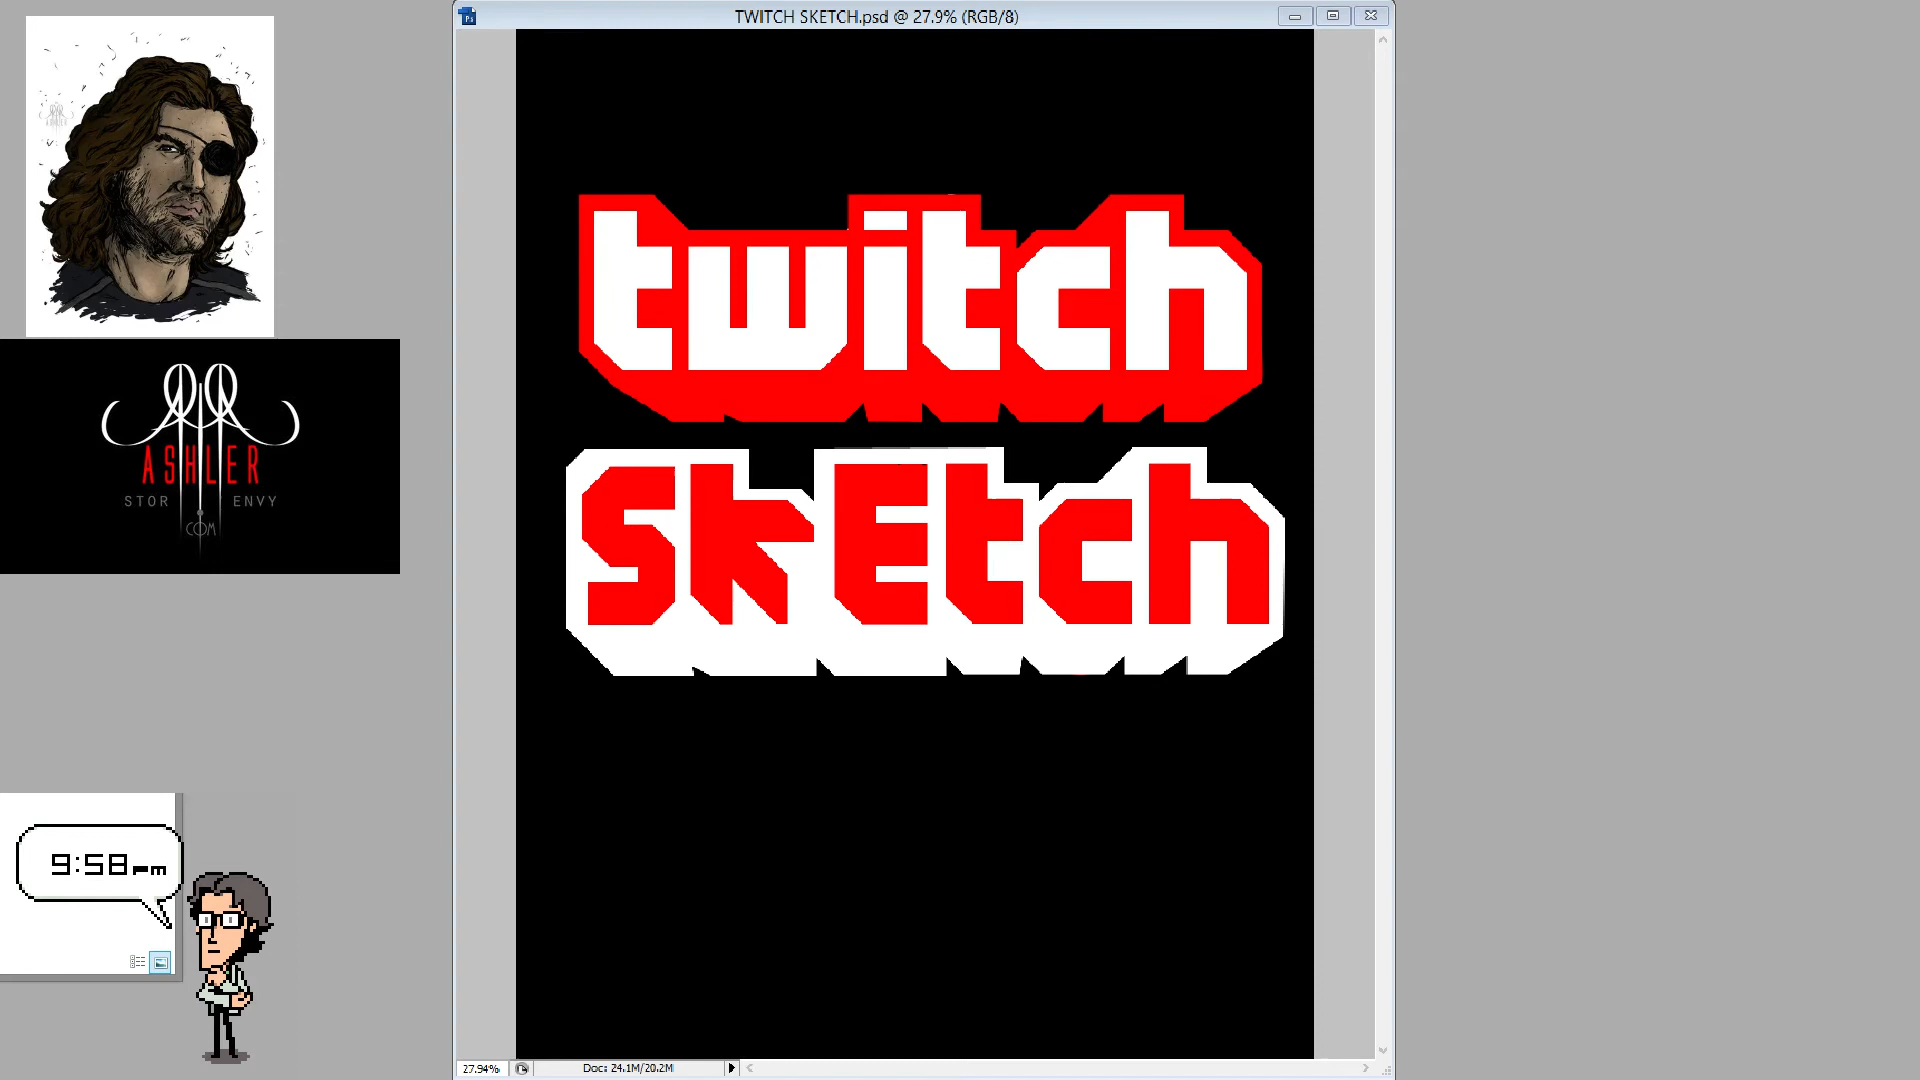 TWITCH SKETCH.psd @ 27.9% (RGB/8)
Ps
twitch
SkEtch
ASHLER
STOR ENVY
COM
9:58pm
27.94%
Doc: 24.1M/20.2M